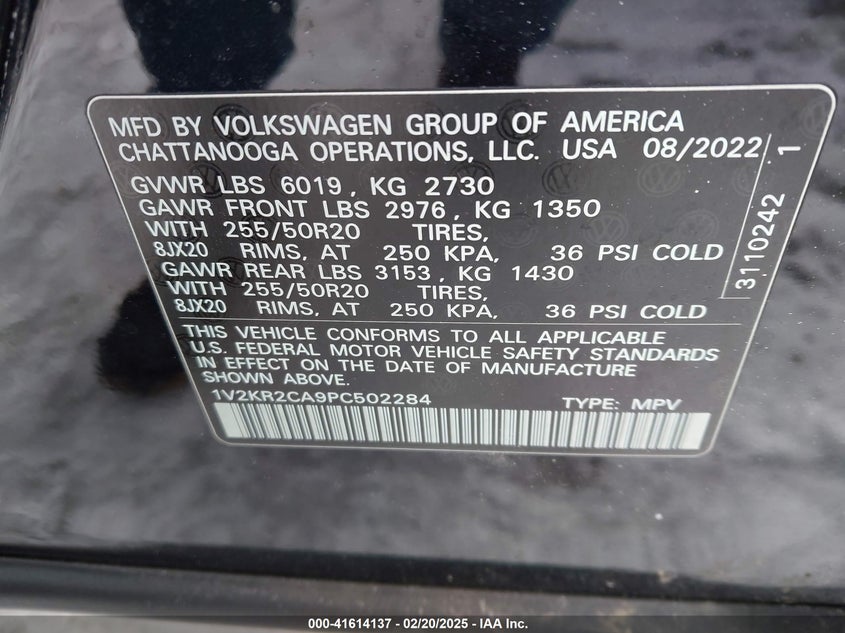 MFD BY VOLKSWAGEN GROUP OF AMERICA
CHATTANOOGA OPERATIONS, LLC. USA 08/2022
GVWR LBS 6019, KG 2730
GAWR FRONT LBS 2976, KG 1350
WITH 255/50R20 TIRES,
8JX20 RIMS, AT 250 KPA, 36 PSI COLD
GAWR REAR LBS 3153, KG 1430
WITH 255/50R20 TIRES,
8JX20 RIMS, AT 250 KPA, 36 PSI COLD
3110242 1
THIS VEHICLE CONFORMS TO ALL APPLICABLE
U.S. FEDERAL MOTOR VEHICLE SAFETY STANDARDS
IN EFFECT ON THE DATE OF MANUFACTURE
SHOWN ABOVE
1V2KR2CA9PC502284 TYPE: MPV
000-41614137 - 02/20/2025 - IAA Inc.